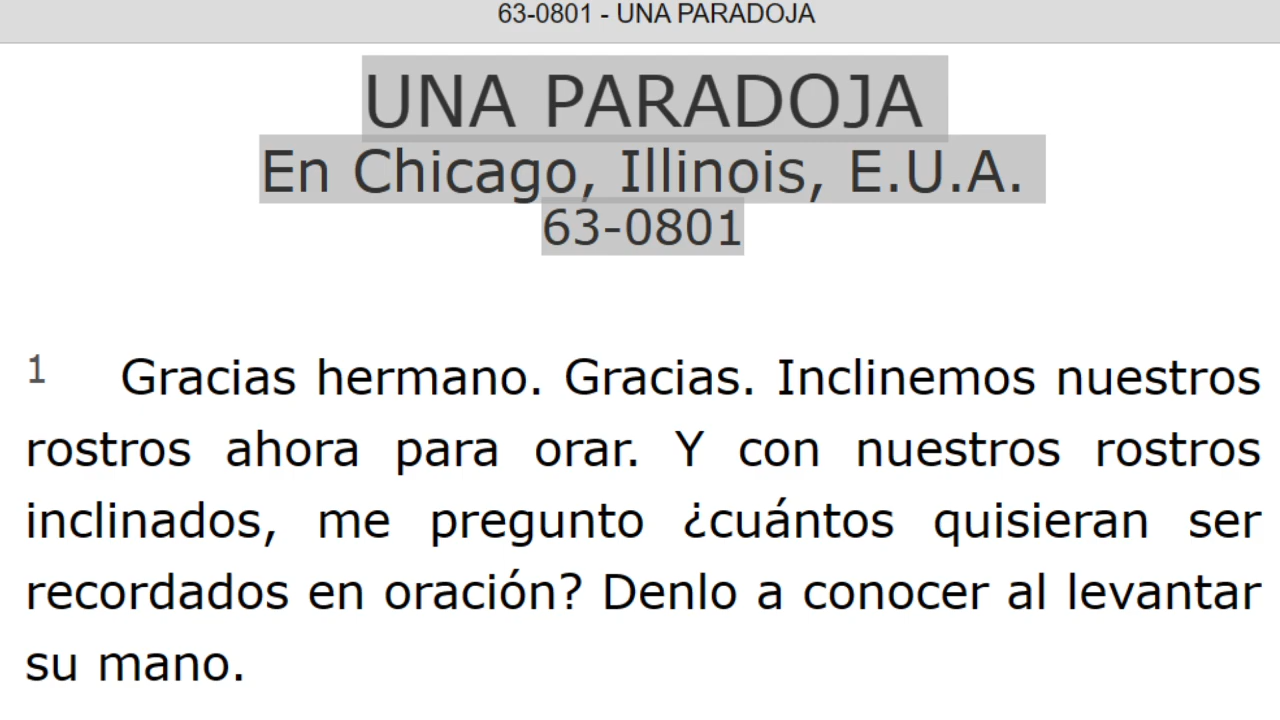 63-0801 - UNA PARADOJA
UNA PARADOJA
En Chicago, Illinois, E.U.A.
63-0801
1 Gracias hermano. Gracias. Inclinemos nuestros
rostros ahora para orar. Y con nuestros rostros
inclinados, me pregunto ¿cuántos quisieran ser
recordados en oración? Denlo a conocer al levantar
su mano.